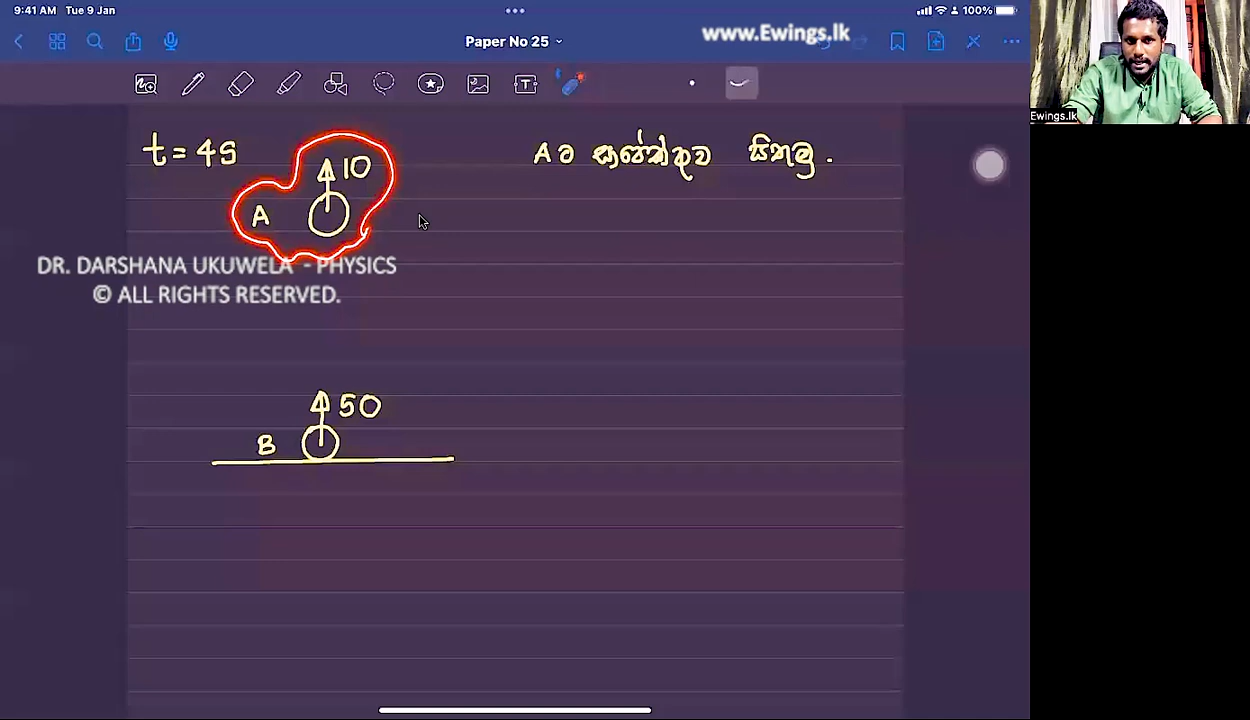 9:41 AM Tue 9 Jan
100%
www.Ewings.lk
Paper No 25
Ewings.lk
t = 4s
10
A ට සාපේක්ෂව සිතමු.
A
DR. DARSHANA UKUWELA - PHYSICS
© ALL RIGHTS RESERVED.
50
B